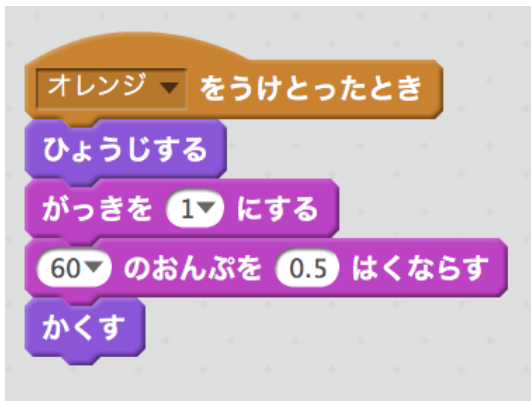 オレンジ をうけとったとき
ひょうじする
がっきを 1 にする
60 のおんぷを 0.5 はくならす
かくす